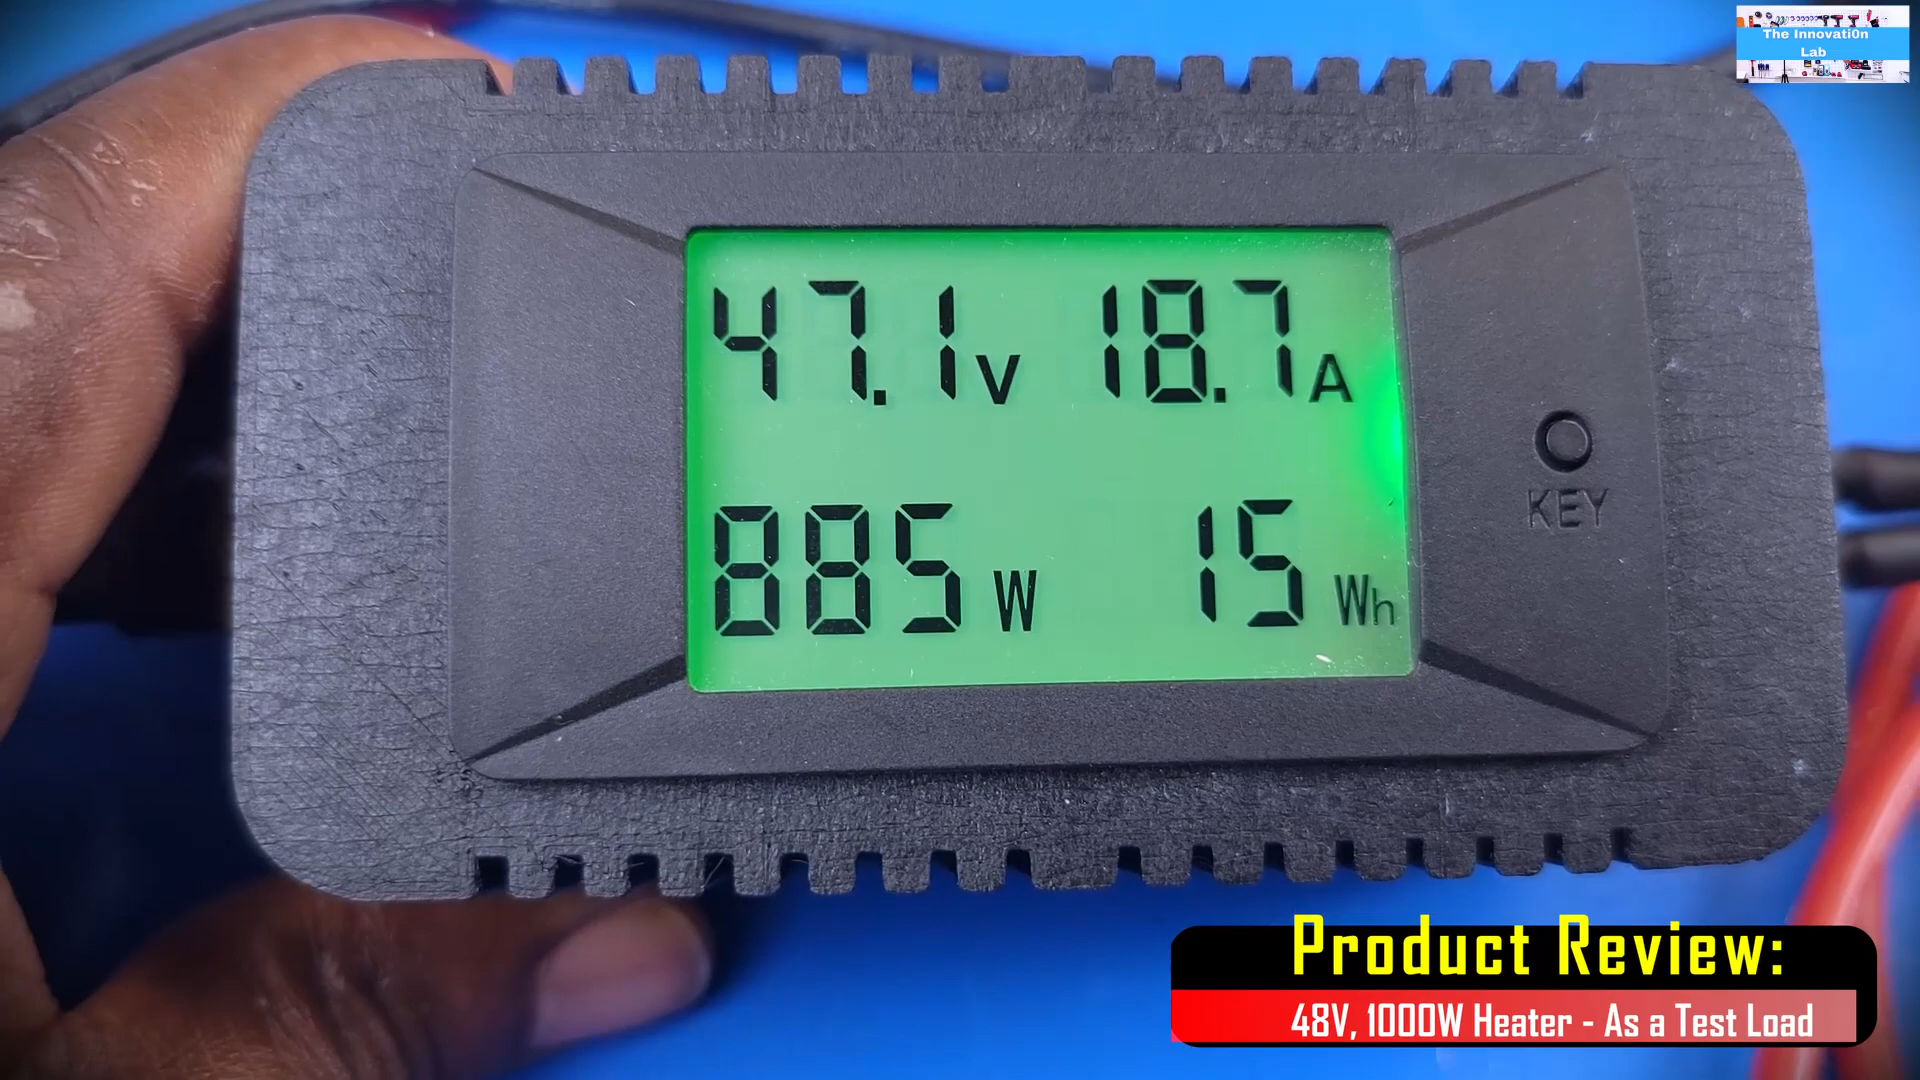 The Innovati0n
Lab
47.1V 18.7A
KEY
885W 15Wh
Product Review:
48V, 1000W Heater - As a Test Load